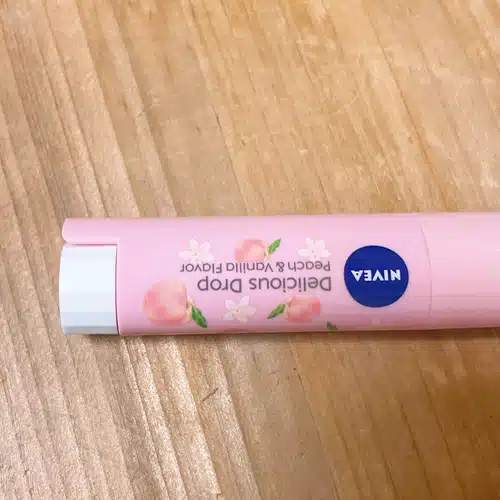 NIVEA
Delicious Drop
Peach & Vanilla Flavor